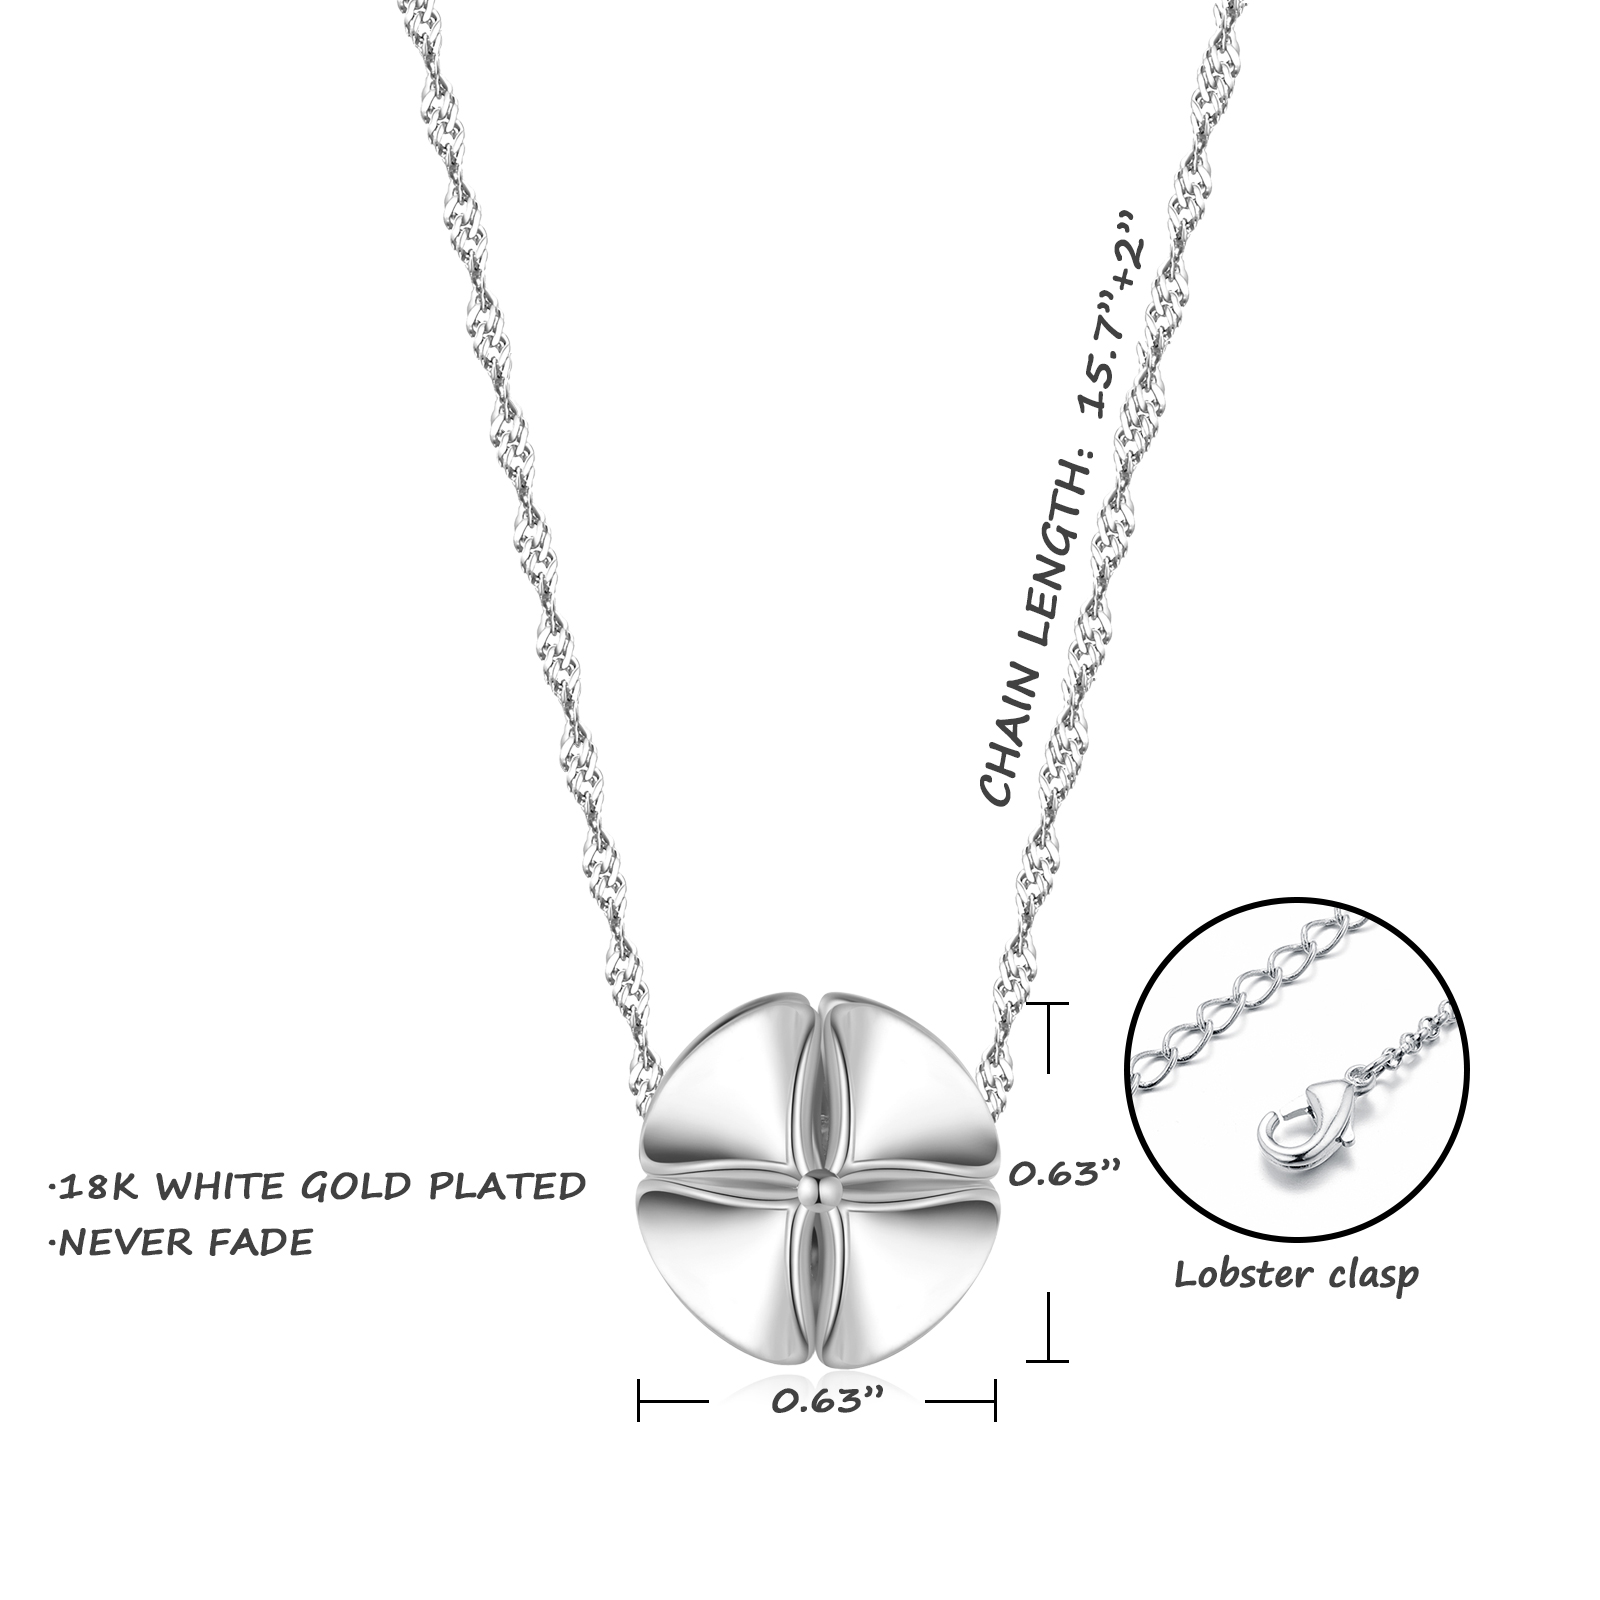 CHAIN LENGTH: 15.7”+2”
·18K WHITE GOLD PLATED
·NEVER FADE
0.63”
Lobster clasp
0.63”